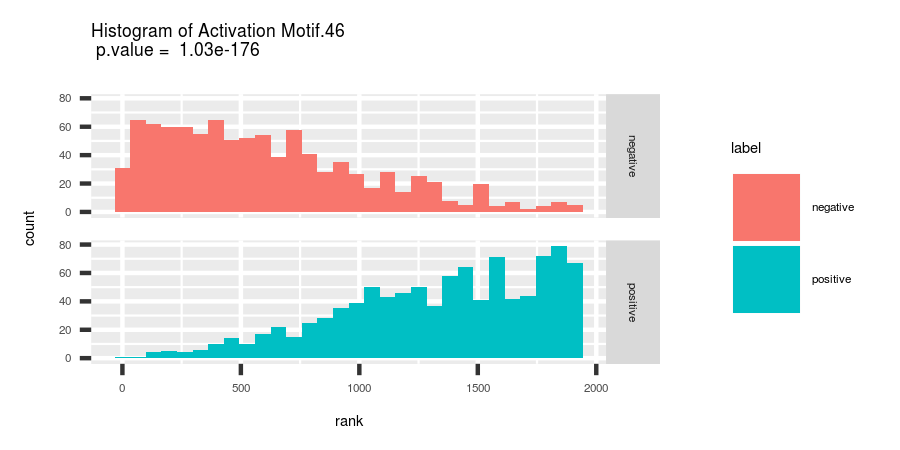 Histogram of Activation Motif.46
p.value = 1.03e-176
count
80
60
40
20
0
negative
80
60
40
20
0
positive
0 500 1000 1500 2000
rank
label
negative
positive